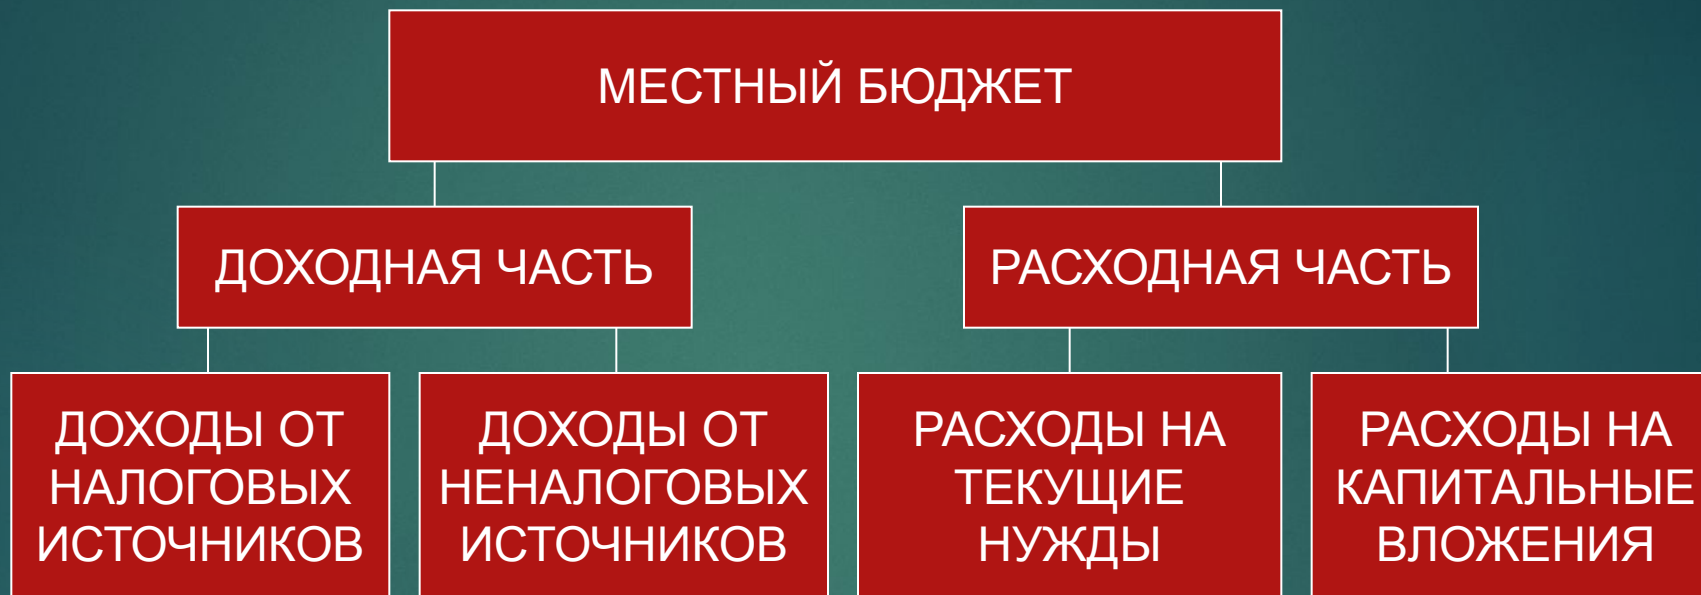 МЕСТНЫЙ БЮДЖЕТ
ДОХОДНАЯ ЧАСТЬ
РАСХОДНАЯ ЧАСТЬ
ДОХОДЫ ОТ
НАЛОГОВЫХ
ИСТОЧНИКОВ
ДОХОДЫ ОТ
НЕНАЛОГОВЫХ
ИСТОЧНИКОВ
РАСХОДЫ НА
ТЕКУЩИЕ
НУЖДЫ
РАСХОДЫ НА
КАПИТАЛЬНЫЕ
ВЛОЖЕНИЯ